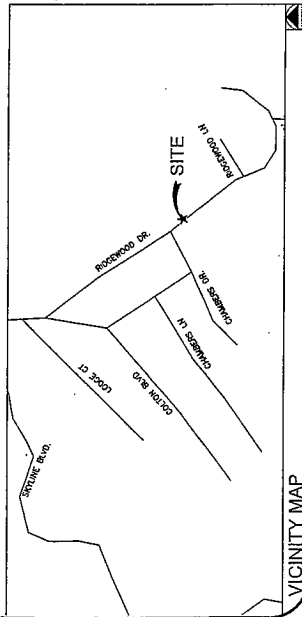 SKYLINE BLVD.
LODGE CT
COLTON BLVD
CHAMBERS LN
CHAMBERS DR.
RIDGEWOOD DR.
SITE
RIDGEWOOD LN
VICINITY MAP